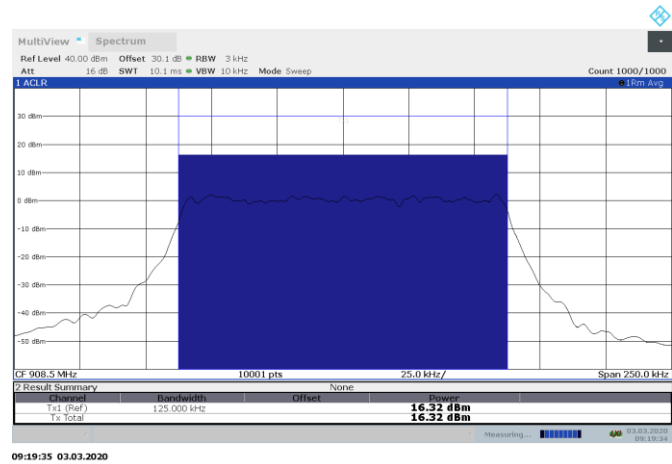 MultiView Spectrum
Ref Level 40.00 dBm Offset 30.1 dB RBW 3 kHz
Att 16 dB SWT 10.1 ms VBW 10 kHz Mode Sweep Count 1000/1000
1 ACLR 1Rm Avg
30 dBm
20 dBm
10 dBm
0 dBm
-10 dBm
-20 dBm
-30 dBm
-40 dBm
-50 dBm
CF 908.5 MHz 10001 pts 25.0 kHz/ Span 250.0 kHz
2 Result Summary None
Channel Bandwidth Offset Power
Tx1 (Ref) 125.000 kHz 16.32 dBm
Tx Total 16.32 dBm
Measuring... 03.03.2020
09:19:34
09:19:35 03.03.2020